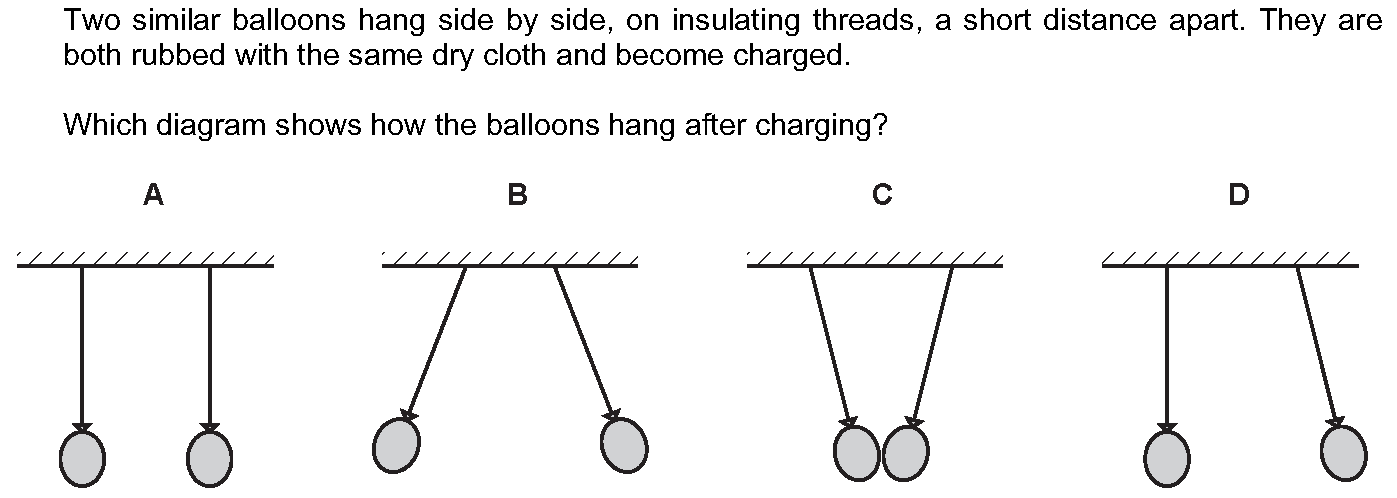 Two similar balloons hang side by side, on insulating threads, a short distance apart. They are
both rubbed with the same dry cloth and become charged.
Which diagram shows how the balloons hang after charging?
A B C D